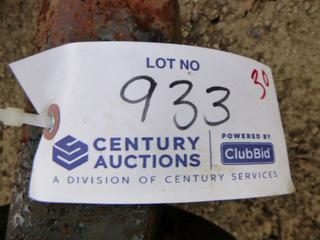 LOT NO
933 30
CENTURY AUCTIONS
POWERED BY
ClubBid
A DIVISION OF CENTURY SERVICES